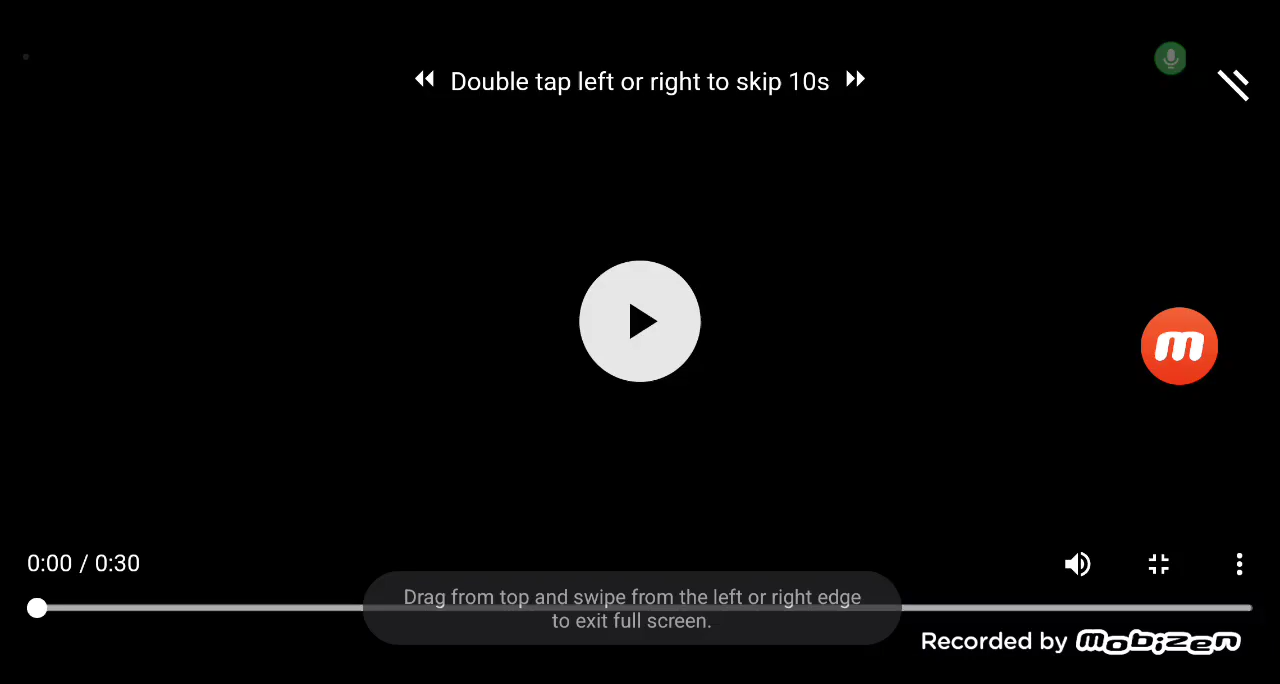 Double tap left or right to skip 10s
m
0:00 / 0:30
Drag from top and swipe from the left or right edge
to exit full screen.
Recorded by mobizen